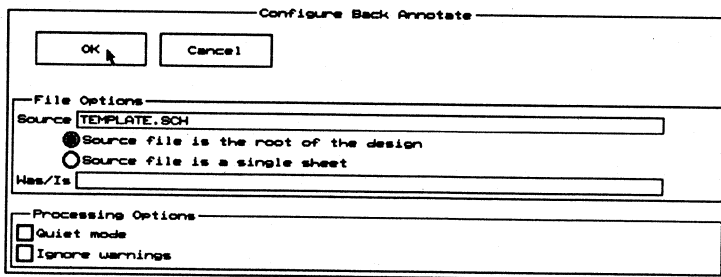 Configure Back Annotate
OK Cancel
File Options
Source TEMPLATE.SCH
Source file is the root of the design
Source file is a single sheet
Was/Is
Processing Options
Quiet mode
Ignore warnings